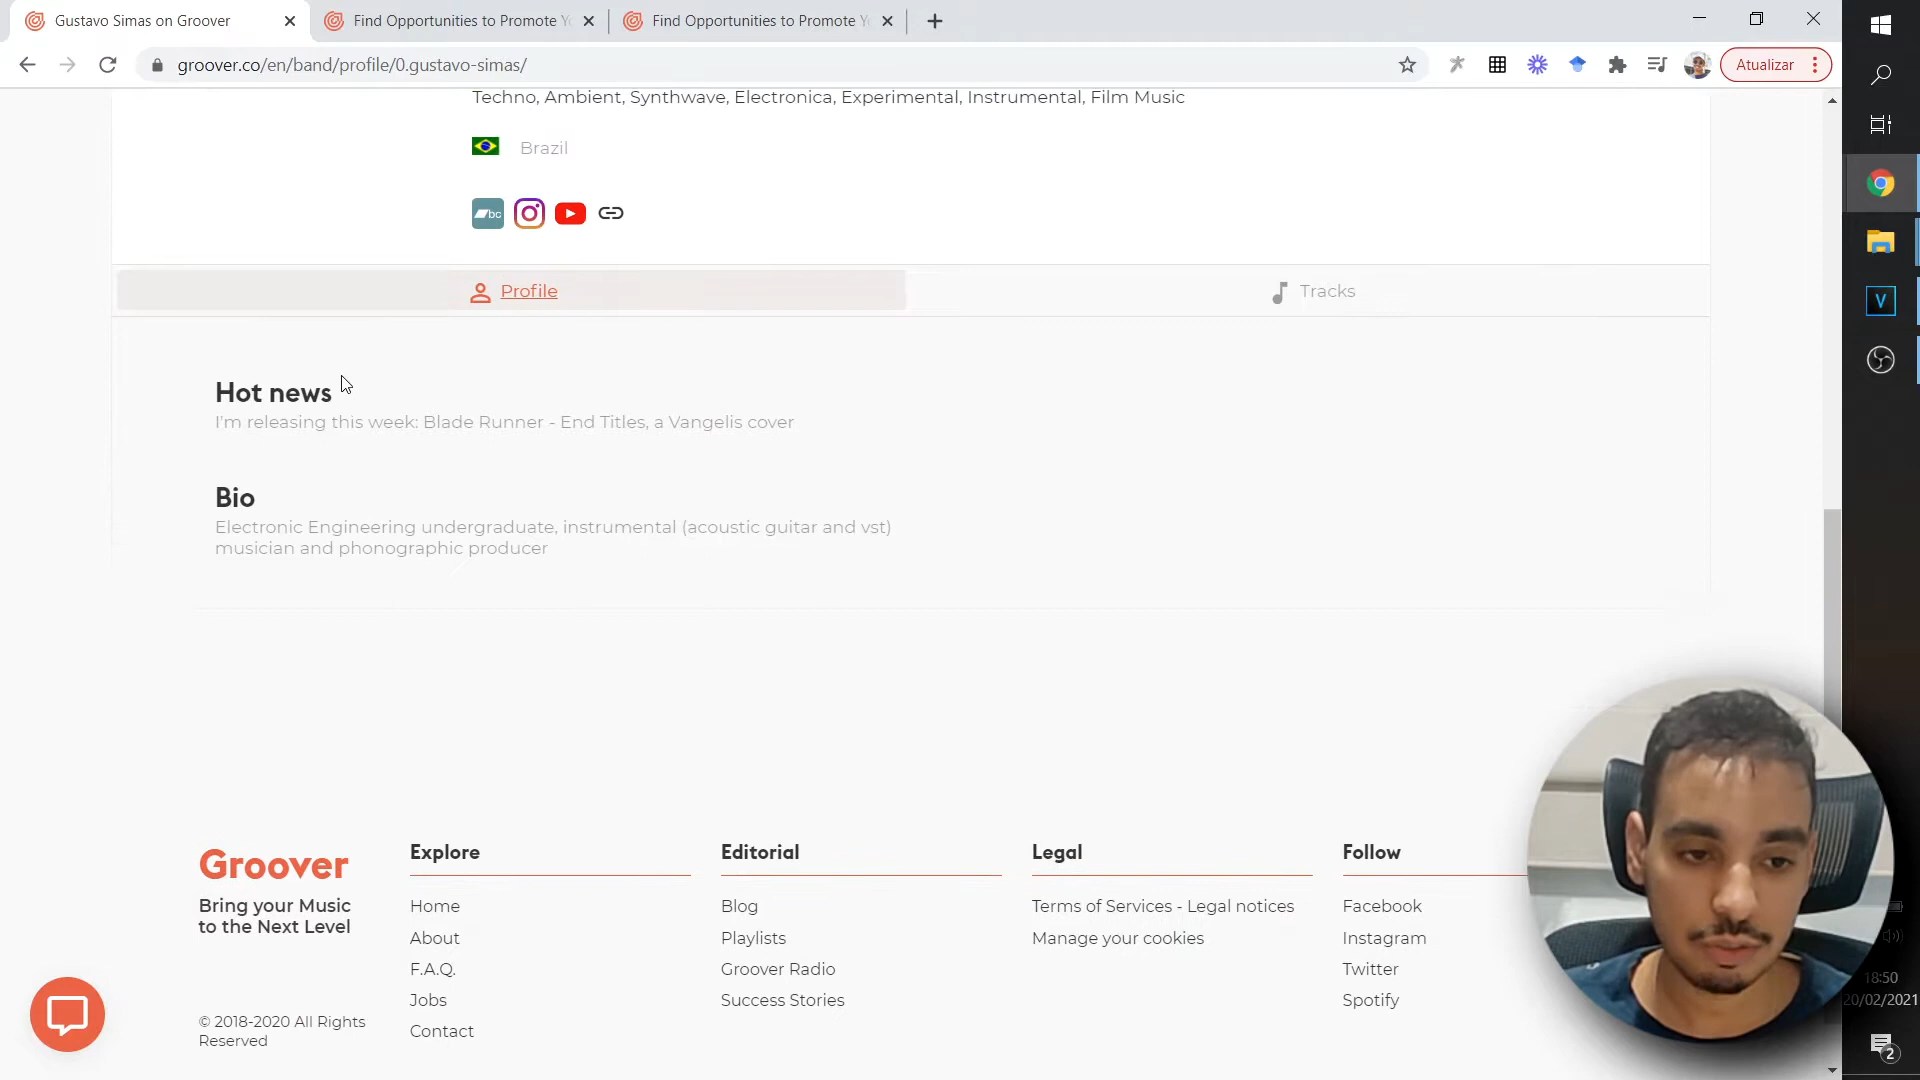 Gustavo Simas on Groover
Find Opportunities to Promote Y
Find Opportunities to Promote Y
groover.co/en/band/profile/0.gustavo-simas/
Atualizar
Techno, Ambient, Synthwave, Electronica, Experimental, Instrumental, Film Music
Brazil
bc
Profile
Tracks
Hot news
I'm releasing this week: Blade Runner - End Titles, a Vangelis cover
Bio
Electronic Engineering undergraduate, instrumental (acoustic guitar and vst)
musician and phonographic producer
Groover
Bring your Music
to the Next Level
© 2018-2020 All Rights
Reserved
Explore
Home
About
F.A.Q.
Jobs
Contact
Editorial
Blog
Playlists
Groover Radio
Success Stories
Legal
Terms of Services - Legal notices
Manage your cookies
Follow
Facebook
Instagram
Twitter
Spotify
V
18:50
20/02/2021
2